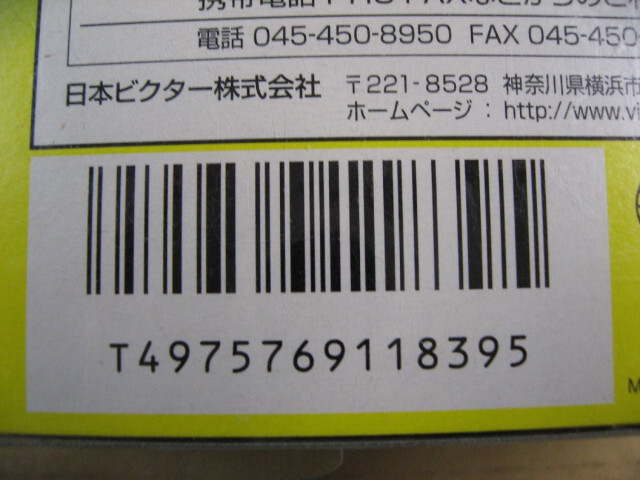 電話 045-450-8950 FAX 045-450-
日本ビクター株式会社 〒221-8528 神奈川県横浜市
ホームページ : http://www.vi
T4975769118395